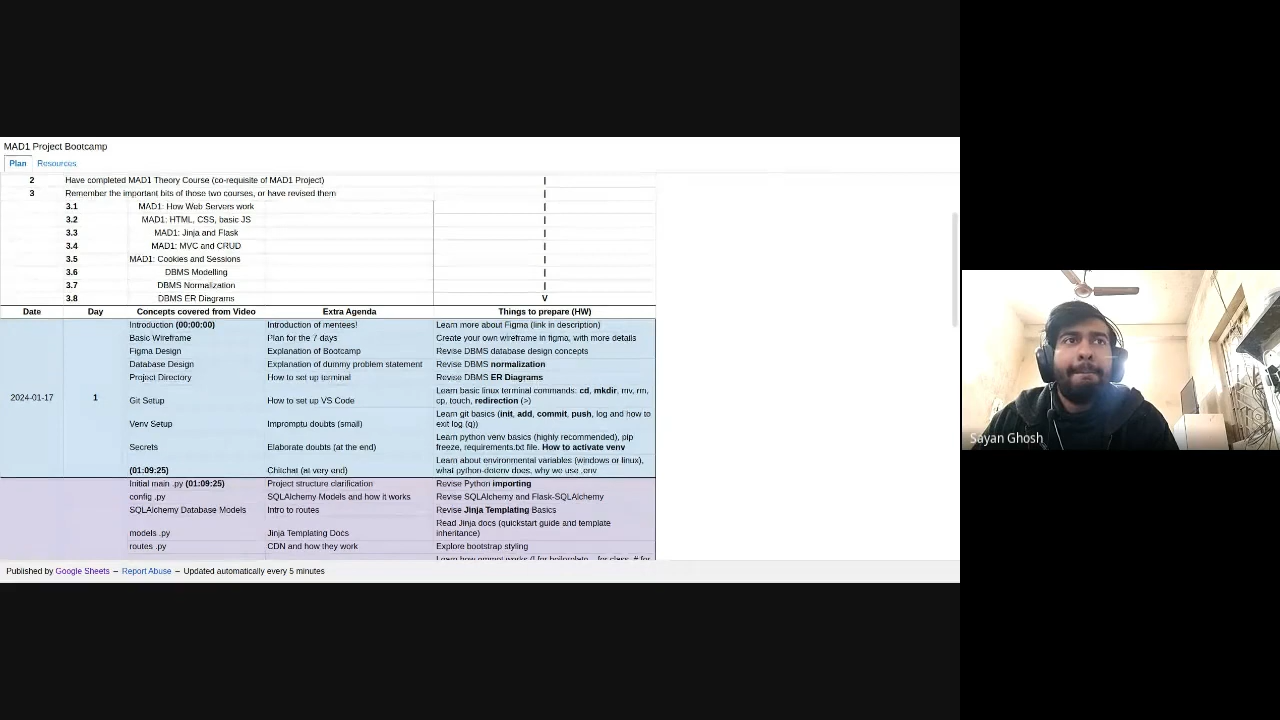 MAD1 Project Bootcamp
Plan Resources
2 Have completed MAD1 Theory Course (co-requisite of MAD1 Project) |
3 Remember the important bits of those two courses, or have revised them |
3.1 MAD1: How Web Servers work |
3.2 MAD1: HTML, CSS, basic JS |
3.3 MAD1: Jinja and Flask |
3.4 MAD1: MVC and CRUD |
3.5 MAD1: Cookies and Sessions |
3.6 DBMS Modelling |
3.7 DBMS Normalization |
3.8 DBMS ER Diagrams V
Date Day Concepts covered from Video Extra Agenda Things to prepare (HW)
Introduction (00:00:00) Introduction of mentees! Learn more about Figma (link in description)
Basic Wireframe Plan for the 7 days Create your own wireframe in figma, with more details
Figma Design Explanation of Bootcamp Revise DBMS database design concepts
Database Design Explanation of dummy problem statement Revise DBMS normalization
Project Directory How to set up terminal Revise DBMS ER Diagrams
Learn basic linux terminal commands: cd, mkdir, mv, rm,
2024-01-17 1 Git Setup How to set up VS Code cp, touch, redirection (>)
Learn git basics (init, add, commit, push, log and how to
Venv Setup Impromptu doubts (small) exit log (q))
Learn python venv basics (highly recommended), pip
Secrets Elaborate doubts (at the end) freeze, requirements.txt file. How to activate venv
Learn about environmental variables (windows or linux),
(01:09:25) Chitchat (at very end) what python-dotenv does, why we use .env
Initial main .py (01:09:25) Project structure clarification Revise Python importing
config .py SQLAlchemy Models and how it works Revise SQLAlchemy and Flask-SQLAlchemy
SQLAlchemy Database Models Intro to routes Revise Jinja Templating Basics
Read Jinja docs (quickstart guide and template
models .py Jinja Templating Docs inheritance)
routes .py CDN and how they work Explore bootstrap styling
Published by Google Sheets – Report Abuse – Updated automatically every 5 minutes
Sayan Ghosh